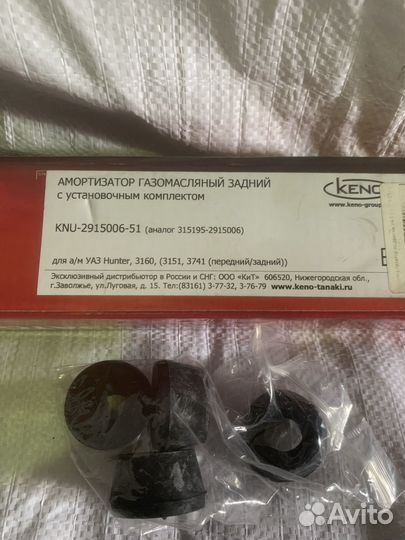 АМОРТИЗАТОР ГАЗОМАСЛЯНЫЙ ЗАДНИЙ
с установочным комплектом
KENO
www.keno-group
KNU-2915006-51 (аналог 315195-2915006)
для а/м УАЗ Hunter, 3160, (3151, 3741 (передний/задний))
Эксклюзивный дистрибьютор в России и СНГ: ООО «КиТ» 606520, Нижегородская обл.,
г.Заволжье, ул.Луговая, д. 15. Тел:(83161) 3-77-32, 3-76-79 www.keno-tanaki.ru
Avito